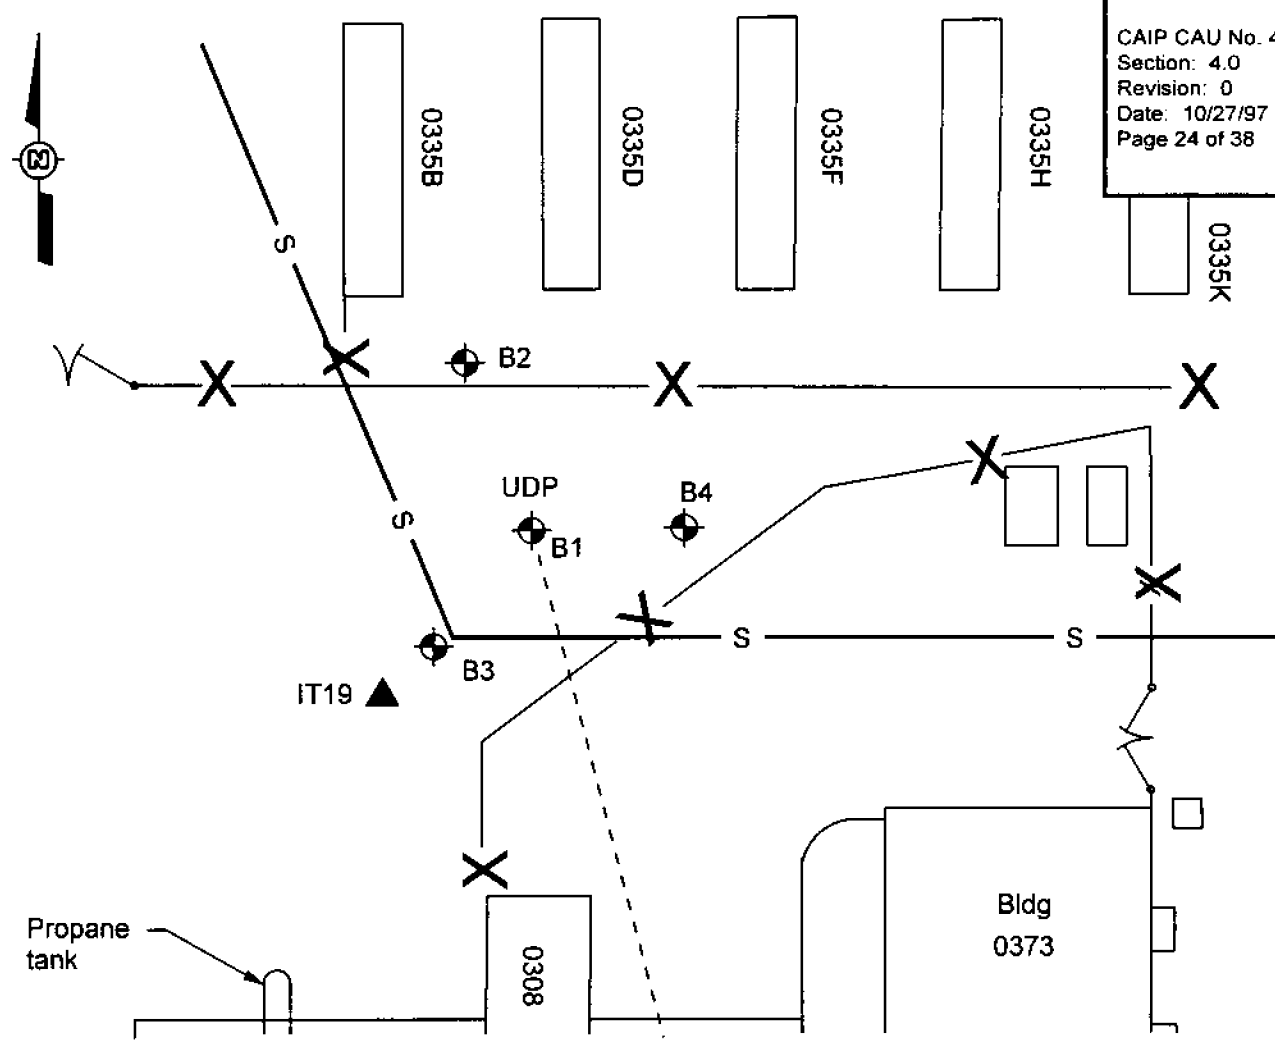 CAIP CAU No. 4
Section: 4.0
Revision: 0
Date: 10/27/97
Page 24 of 38
0335B
0335D
0335F
0335H
0335K
N
S
X
B2
X
X
X
X
UDP
B4
S
B1
X
X
X
S
S
B3
IT19
X
Bldg
0373
Propane
tank
0308